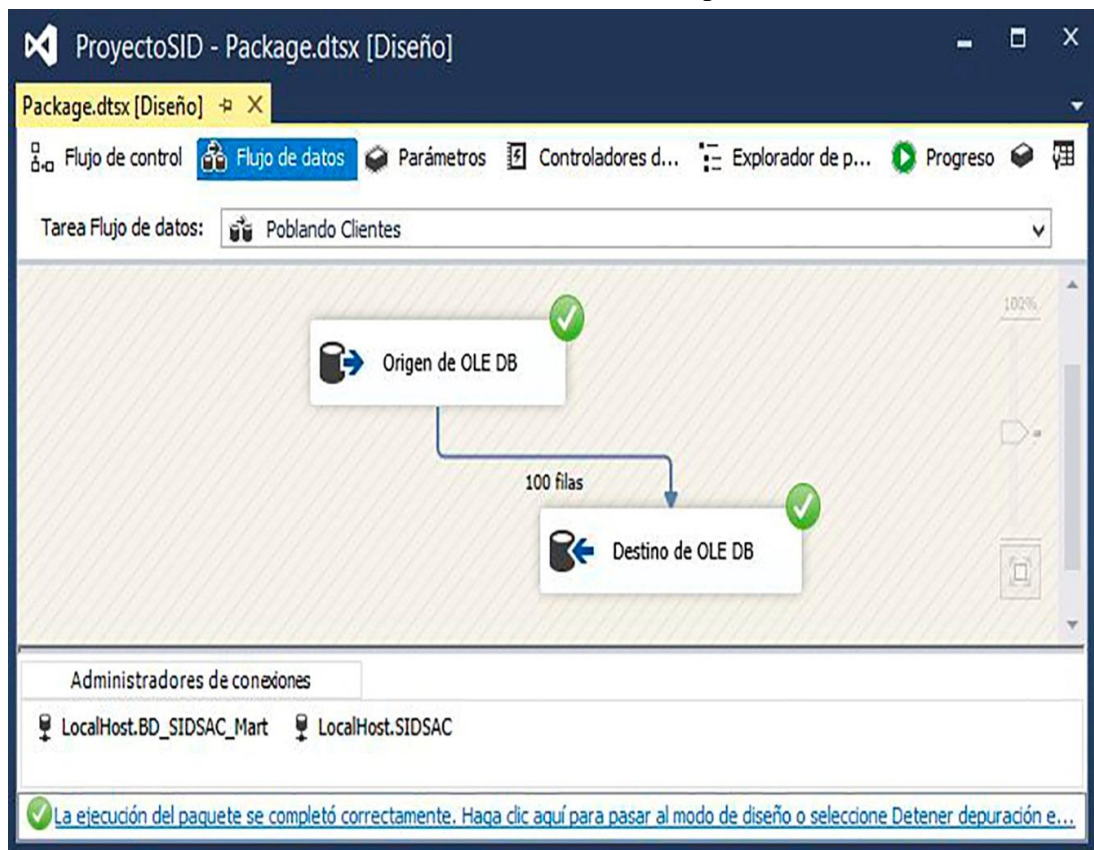 ProyectoSID - Package.dtsx [Diseño]
Package.dtsx [Diseño]
Flujo de control Flujo de datos Parámetros Controladores d... Explorador de p... Progreso
Tarea Flujo de datos: Poblando Clientes
100%
Origen de OLE DB
100 filas
Destino de OLE DB
Administradores de conexiones
LocalHost.BD_SIDSAC_Mart LocalHost.SIDSAC
La ejecución del paquete se completó correctamente. Haga clic aquí para pasar al modo de diseño o seleccione Detener depuración e...